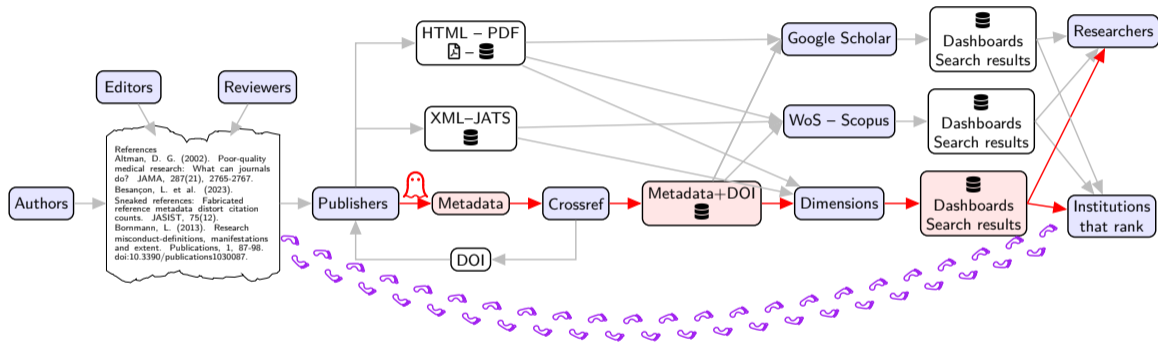 HTML – PDF
–
Google Scholar
Dashboards
Search results
Researchers
Editors
Reviewers
XML–JATS
WoS – Scopus
Dashboards
Search results
References
Altman, D. G. (2002). Poor-quality
medical research: What can journals
do? JAMA, 287(21), 2765-2767.
Besançon, L. et al. (2023).
Sneaked references: Fabricated
reference metadata distort citation
counts. JASIST, 75(12).
Bornmann, L. (2013). Research
misconduct-definitions, manifestations
and extent. Publications, 1, 87-98.
doi:10.3390/publications1030087.
Authors
Publishers
Metadata
Crossref
Metadata+DOI
Dimensions
Dashboards
Search results
Institutions
that rank
DOI